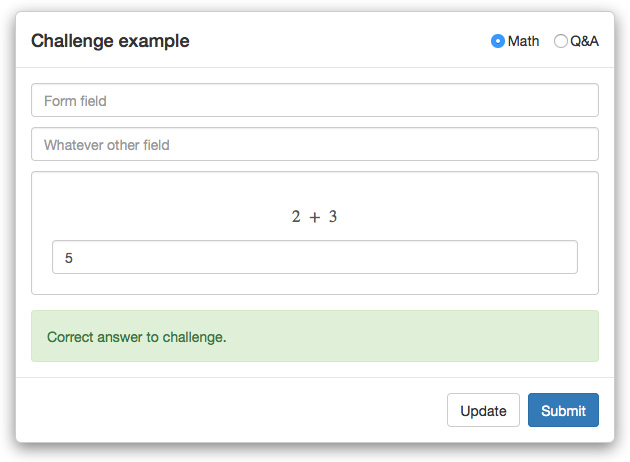 Challenge example Math Q&A
Form field
Whatever other field
2 + 3
5
Correct answer to challenge.
Update Submit